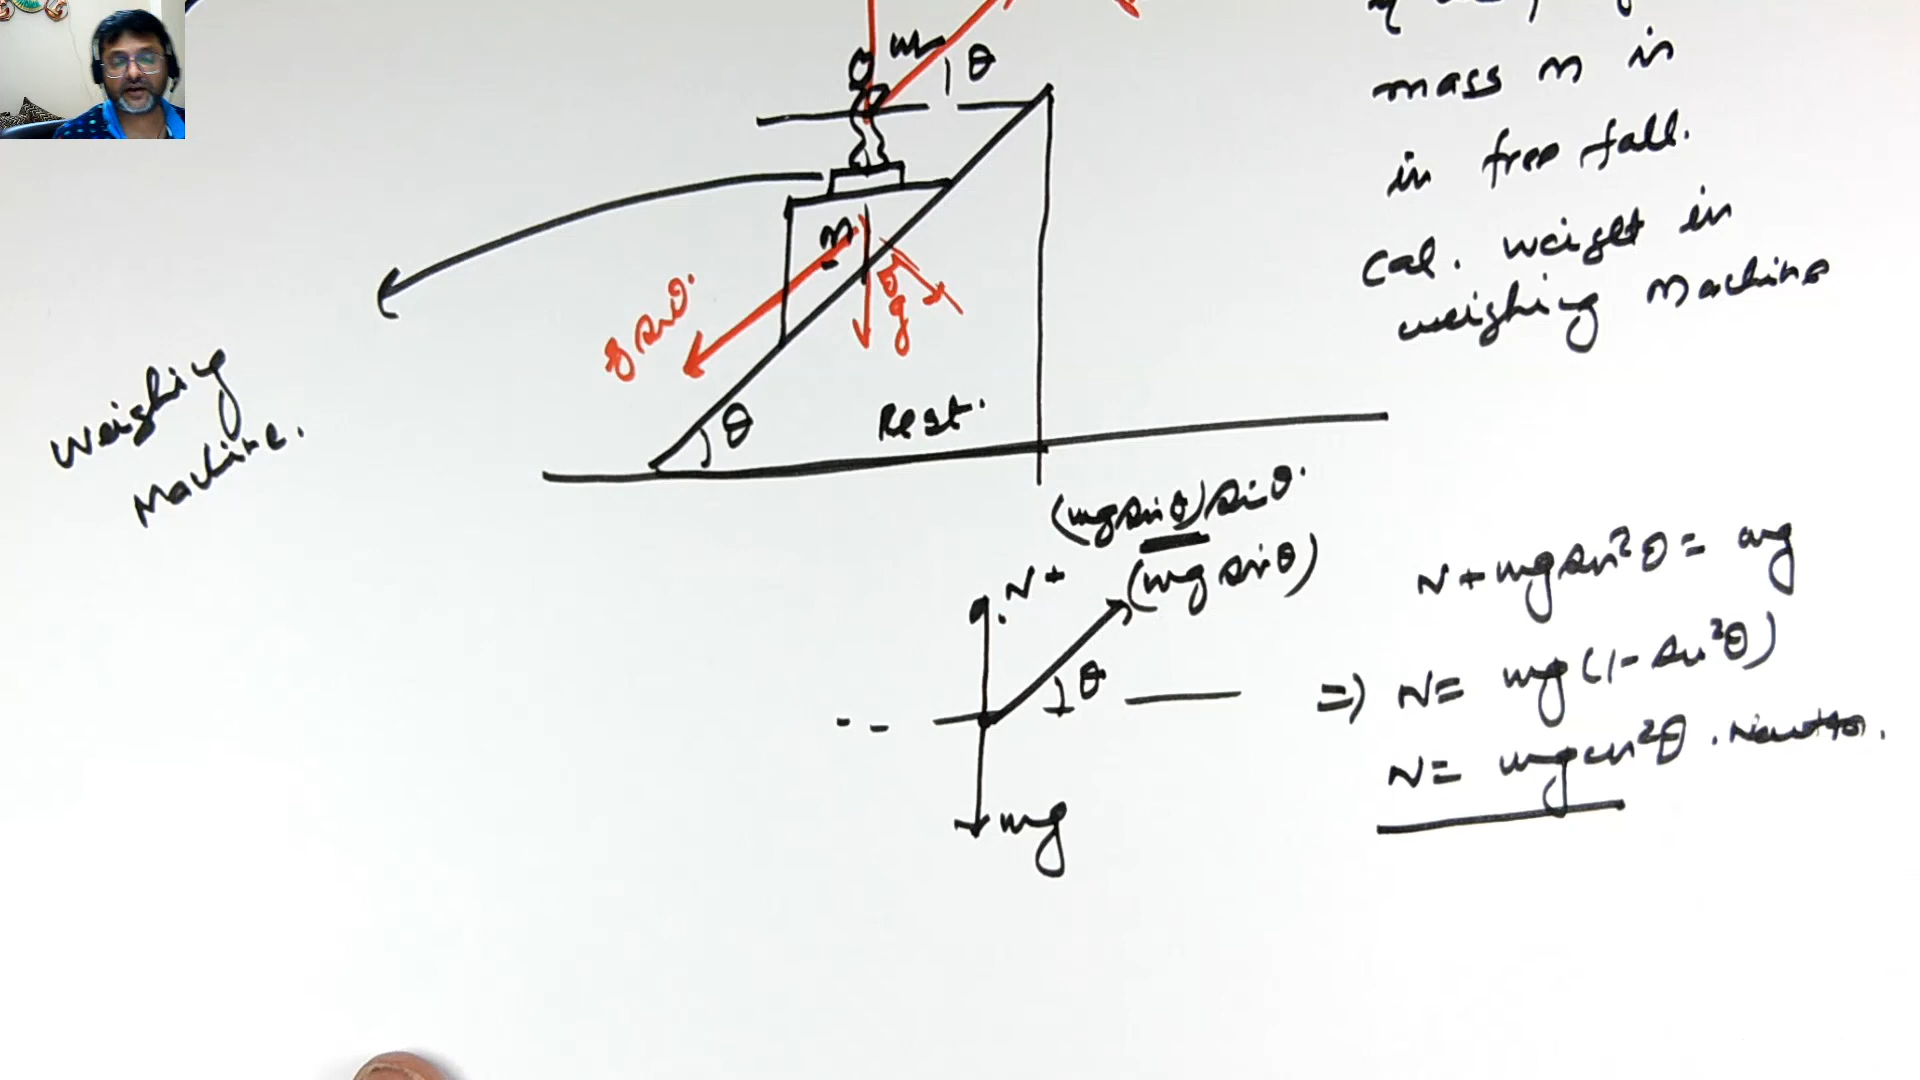 mass m is
in free fall.
Cal. weight in
weighing Machine
m
θ
m
θ
g
g sinθ.
θ
Rest.
Weighing
Machine.
(mg sinθ) sinθ.
N +
(mg sinθ)
θ
mg
N + mg sin²θ = mg
=) N = mg (1 - sin²θ)
N = mg cos²θ . Newton.